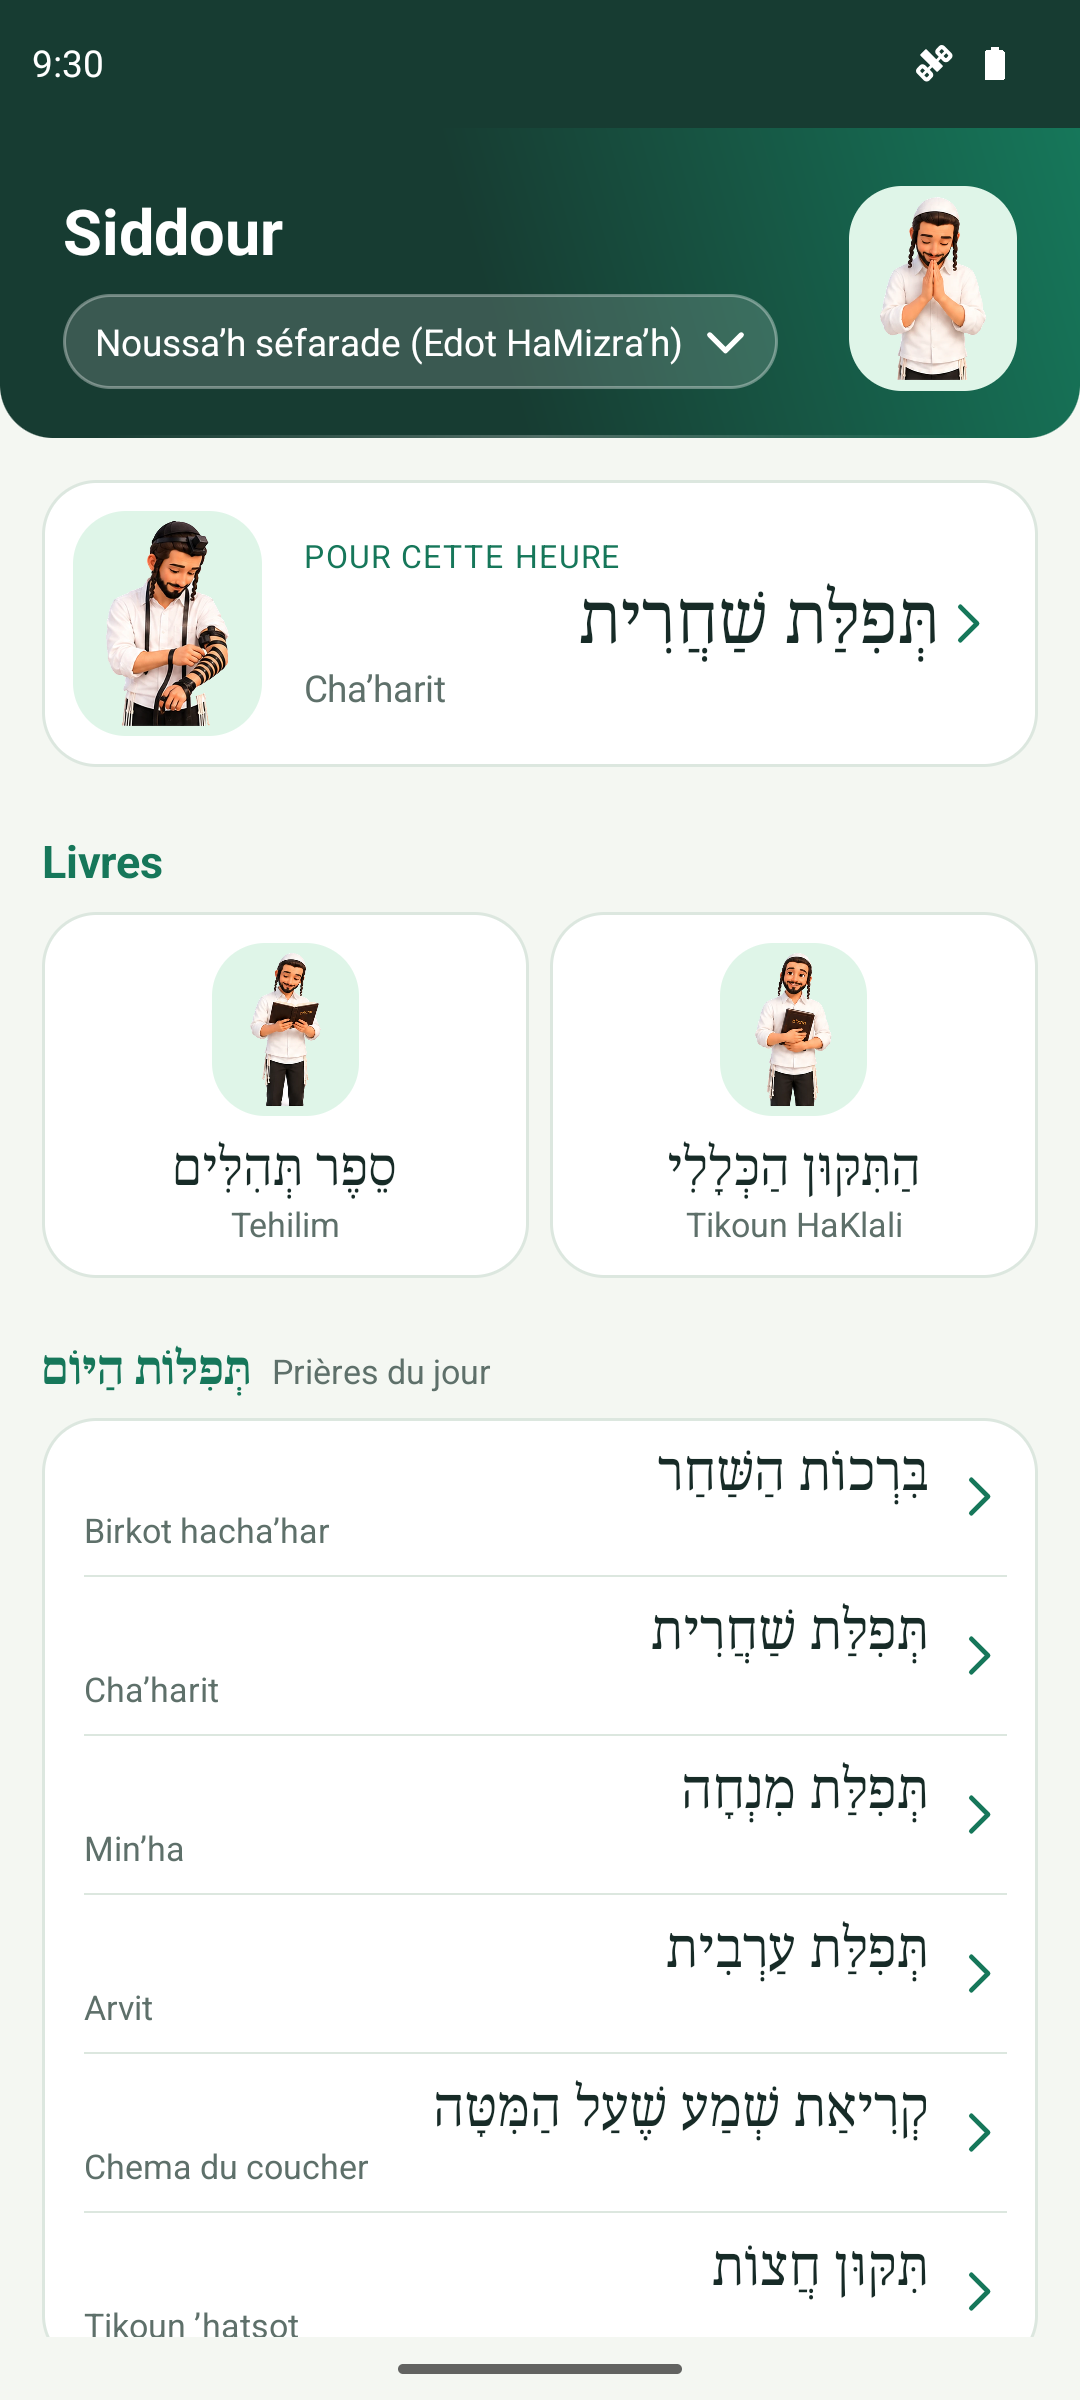 9:30
Siddour
Noussa’h séfarade (Edot HaMizra’h)
POUR CETTE HEURE
תְּפִלַּת שַׁחֲרִית
Cha’harit
Livres
סֵפֶר תְּהִלִּים
Tehilim
הַתִּקּוּן הַכְּלָלִי
Tikoun HaKlali
תְּפִלּוֹת הַיּוֹם Prières du jour
בִּרְכוֹת הַשַּׁחַר
Birkot hacha’har
תְּפִלַּת שַׁחֲרִית
Cha’harit
תְּפִלַּת מִנְחָה
Min’ha
תְּפִלַּת עַרְבִית
Arvit
קְרִיאַת שְׁמַע שֶׁעַל הַמִּטָּה
Chema du coucher
תִּקּוּן חֲצוֹת
Tikoun ’hatsot